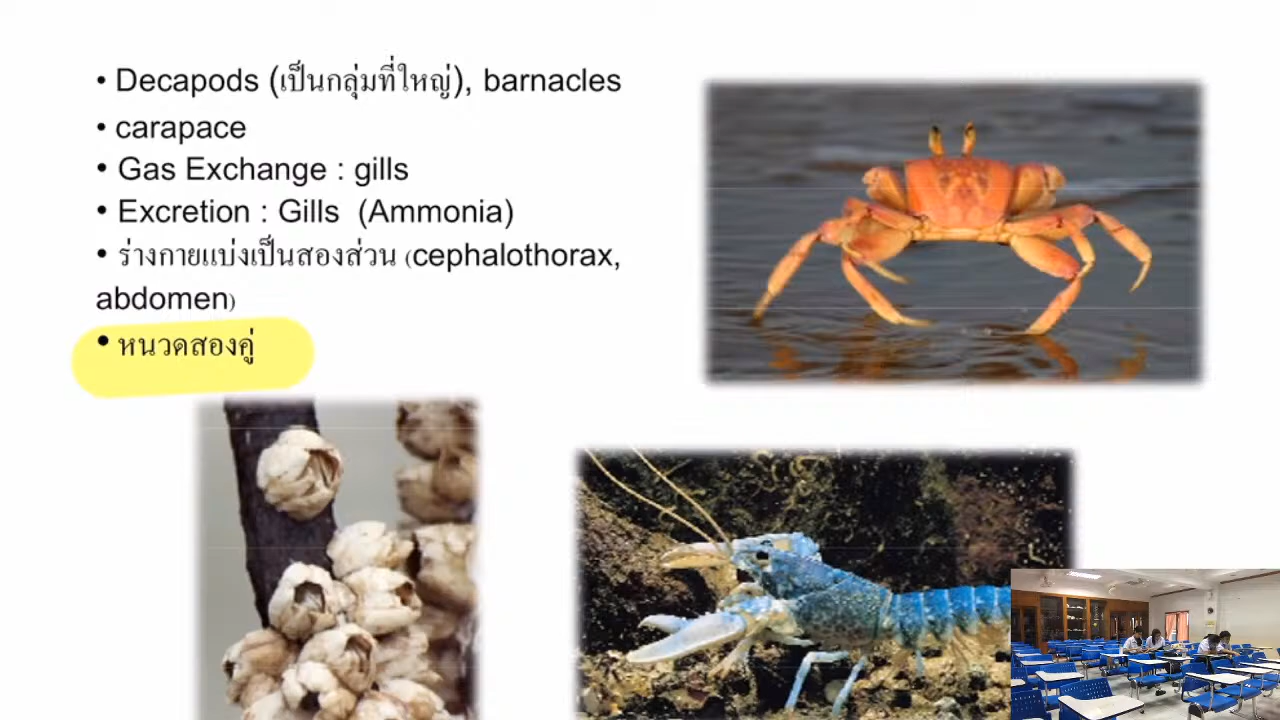 • Decapods (เป็นกลุ่มที่ใหญ่), barnacles
• carapace
• Gas Exchange : gills
• Excretion : Gills (Ammonia)
• ร่างกายแบ่งเป็นสองส่วน (cephalothorax,
abdomen)
• หนวดสองคู่